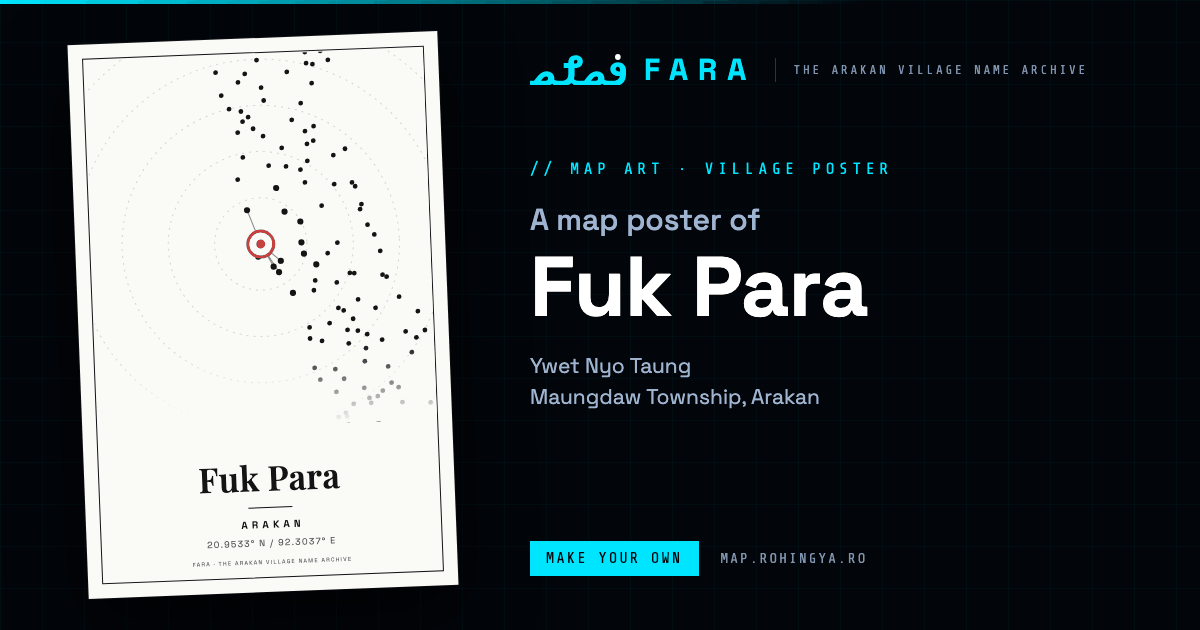 Fuk Para
ARAKAN
20.9533° N / 92.3037° E
FARA · THE ARAKAN VILLAGE NAME ARCHIVE
FARA
THE ARAKAN VILLAGE NAME ARCHIVE
// MAP ART · VILLAGE POSTER
A map poster of
Fuk Para
Ywet Nyo Taung
Maungdaw Township, Arakan
MAKE YOUR OWN
MAP.ROHINGYA.RO